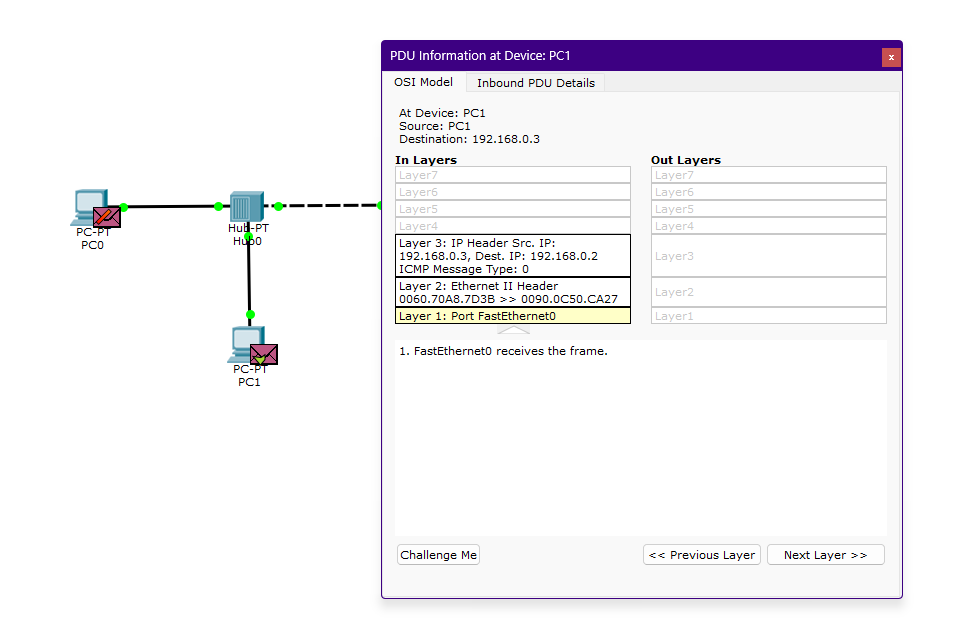 PDU Information at Device: PC1
x
OSI Model
Inbound PDU Details
At Device: PC1
Source: PC1
Destination: 192.168.0.3
In Layers
Out Layers
Layer7
Layer7
Layer6
Layer6
Layer5
Layer5
Layer4
Layer4
Layer 3: IP Header Src. IP:
192.168.0.3, Dest. IP: 192.168.0.2
ICMP Message Type: 0
Layer3
Layer 2: Ethernet II Header
0060.70A8.7D3B >> 0090.0C50.CA27
Layer2
Layer 1: Port FastEthernet0
Layer1
1. FastEthernet0 receives the frame.
Challenge Me
<< Previous Layer
Next Layer >>
PC-PT
PC0
Hub-PT
Hub0
PC-PT
PC1